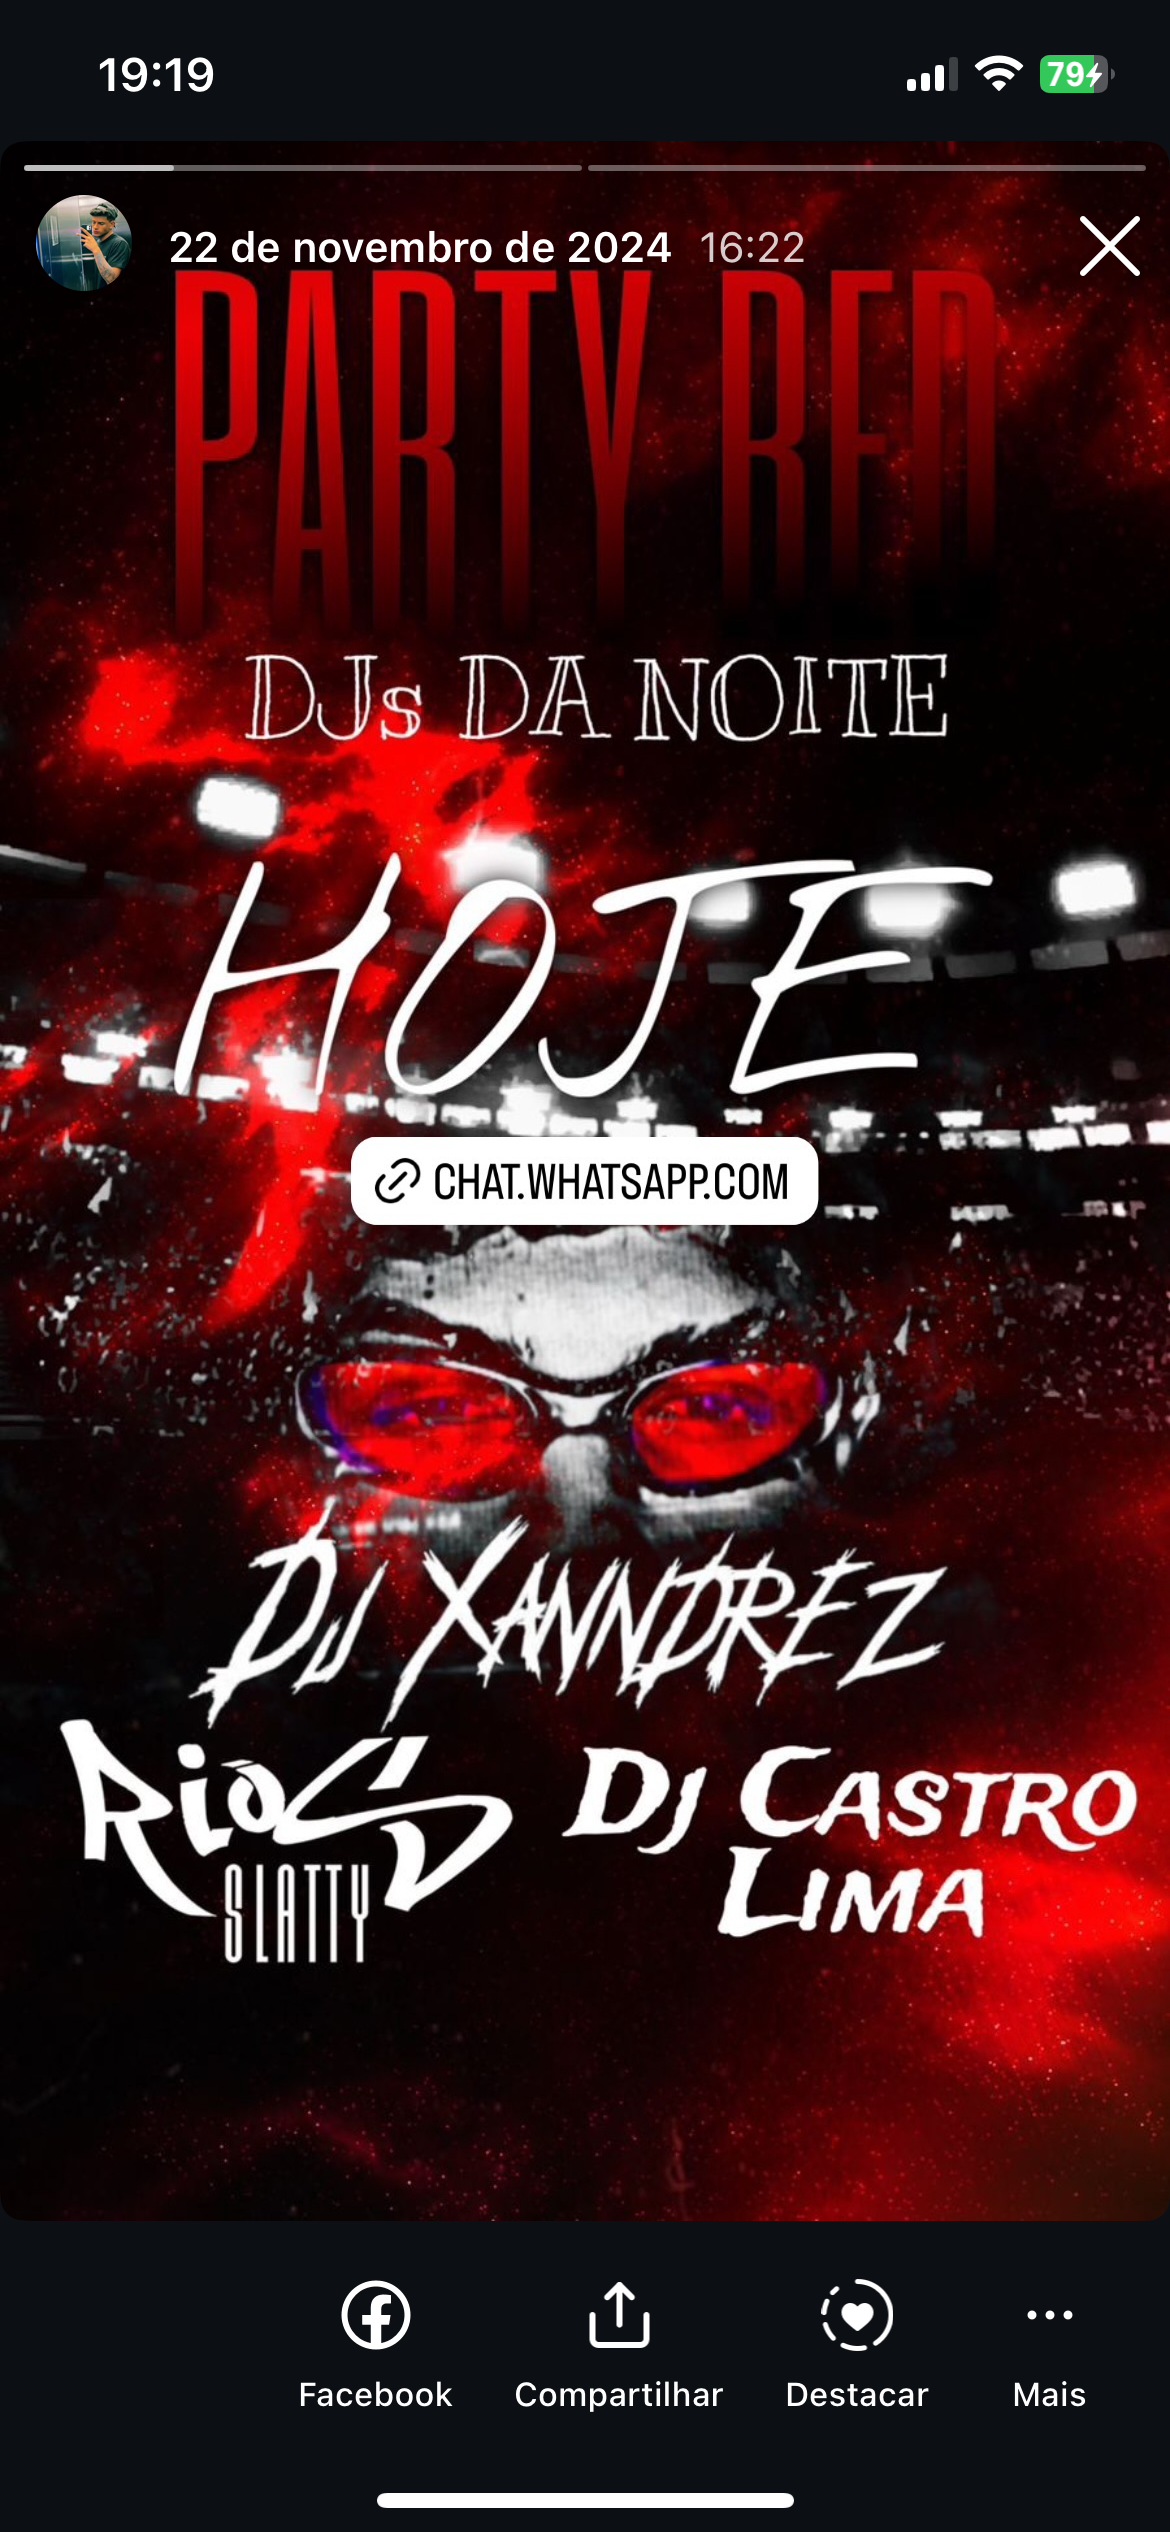 19:19
79
22 de novembro de 2024 16:22
PARTY RED
DJs DA NOITE
HOJE
CHAT.WHATSAPP.COM
DJ XANNDREZ
RioS
SLATTY
DJ CASTRO
LIMA
Facebook
Compartilhar
Destacar
Mais